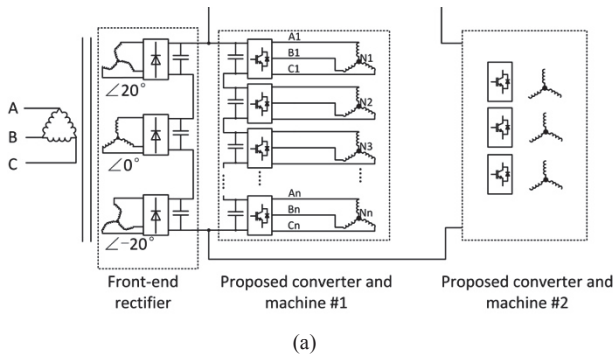 A
B
C
∠20°
∠0°
∠-20°
A1
B1
C1
N1
N2
N3
An
Bn
Cn
Nn
Front-end
rectifier
Proposed converter and
machine #1
Proposed converter and
machine #2
(a)